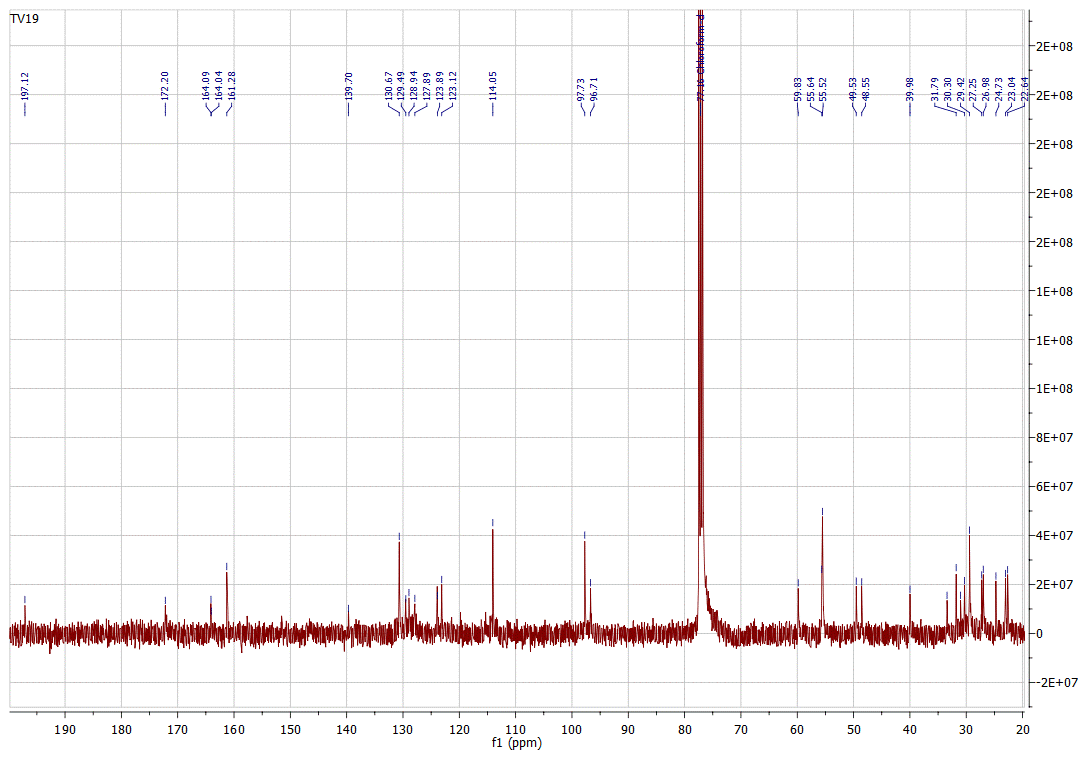 TV19
197.12
172.20
164.09
164.04
161.28
139.70
130.67
129.49
128.94
127.89
123.89
123.12
114.05
97.73
96.71
77.16 Chloroform-d
59.83
55.64
55.52
49.53
48.55
39.98
31.79
30.30
29.42
27.25
26.98
24.73
23.04
22.64
2E+08
2E+08
2E+08
2E+08
2E+08
1E+08
1E+08
1E+08
8E+07
6E+07
4E+07
2E+07
0
-2E+07
190 180 170 160 150 140 130 120 110 100 90 80 70 60 50 40 30 20
f1 (ppm)